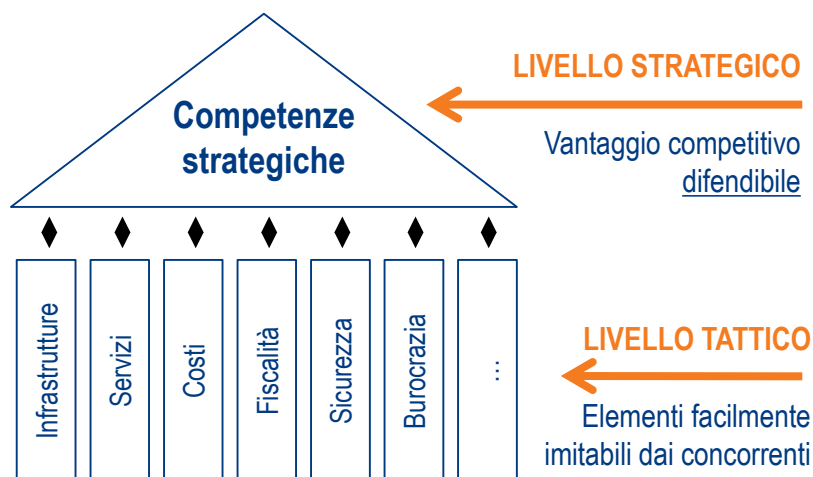 LIVELLO STRATEGICO
Competenze
strategiche
Vantaggio competitivo
difendibile
Infrastrutture
Servizi
Costi
Fiscalità
Sicurezza
Burocrazia
…
LIVELLO TATTICO
Elementi facilmente
imitabili dai concorrenti